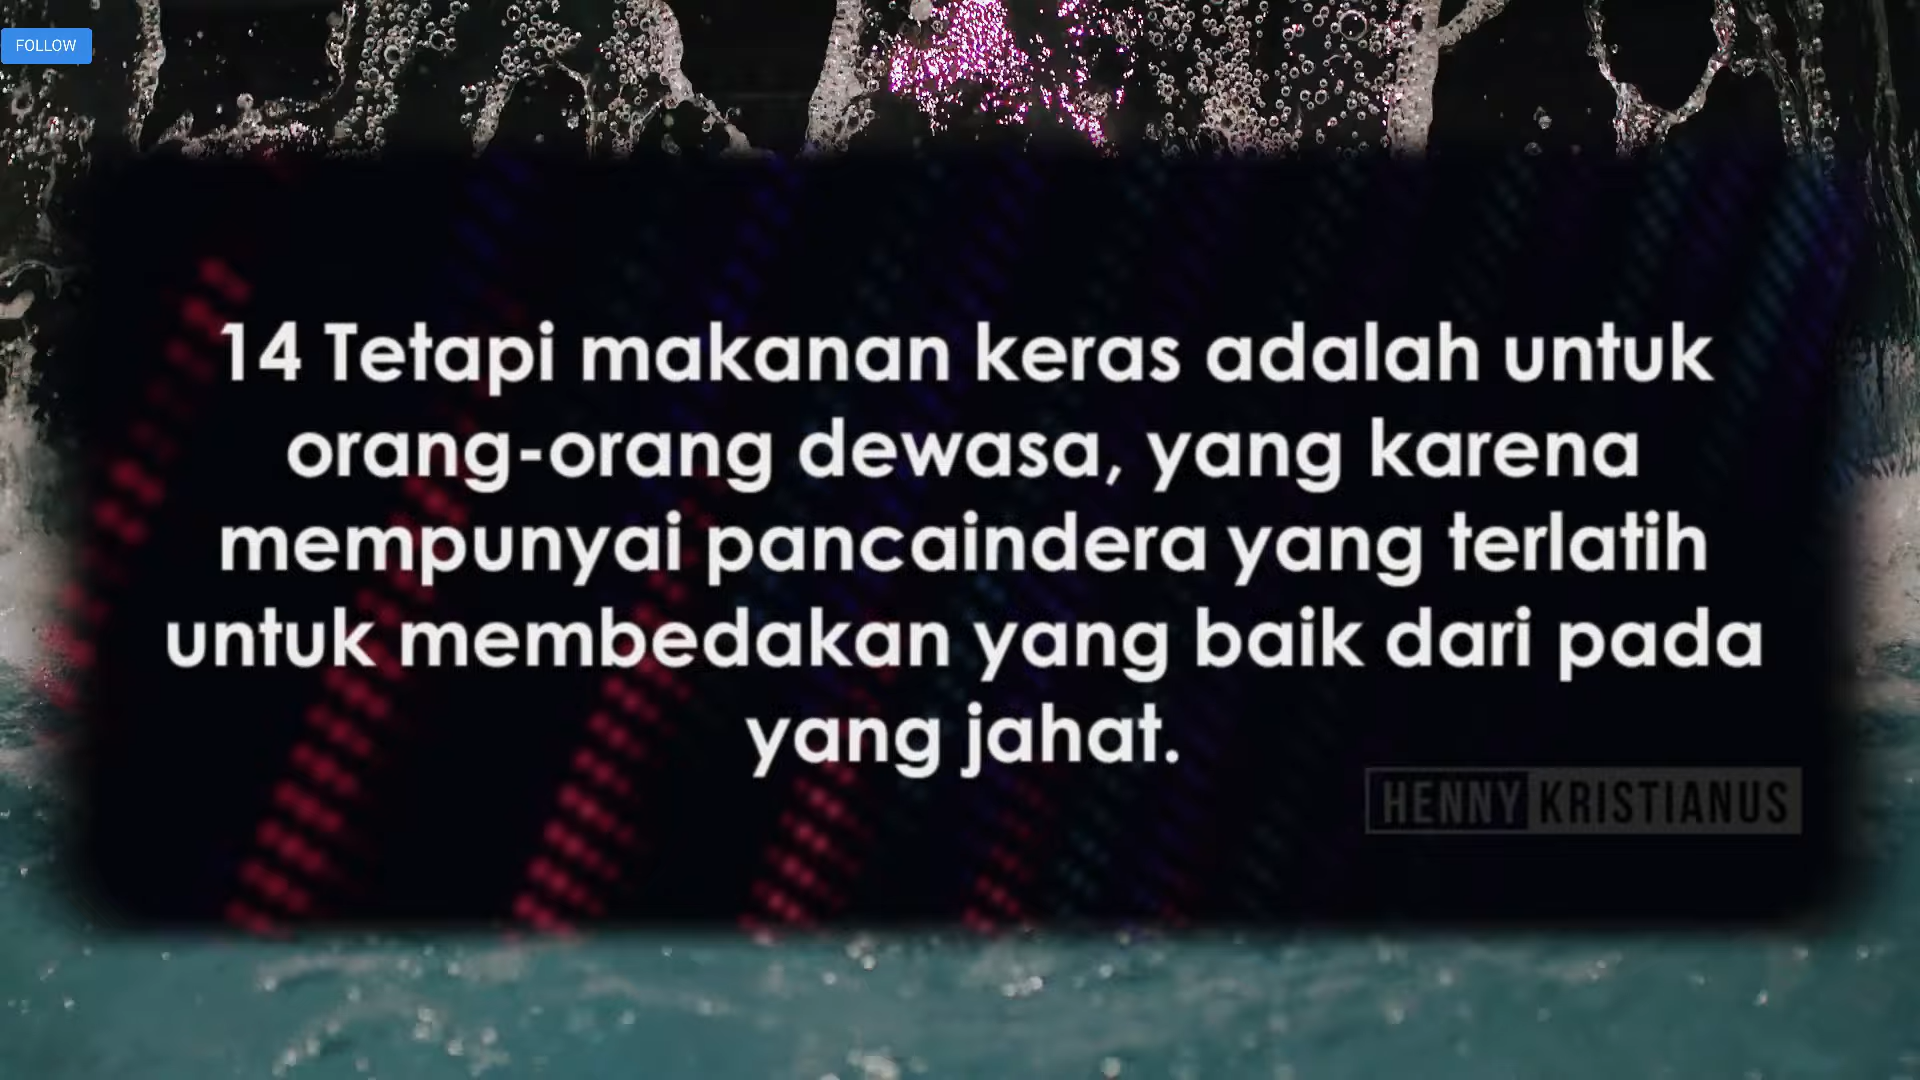 FOLLOW
14 Tetapi makanan keras adalah untuk
orang-orang dewasa, yang karena
mempunyai pancaindera yang terlatih
untuk membedakan yang baik dari pada
yang jahat.
HENNY KRISTIANUS